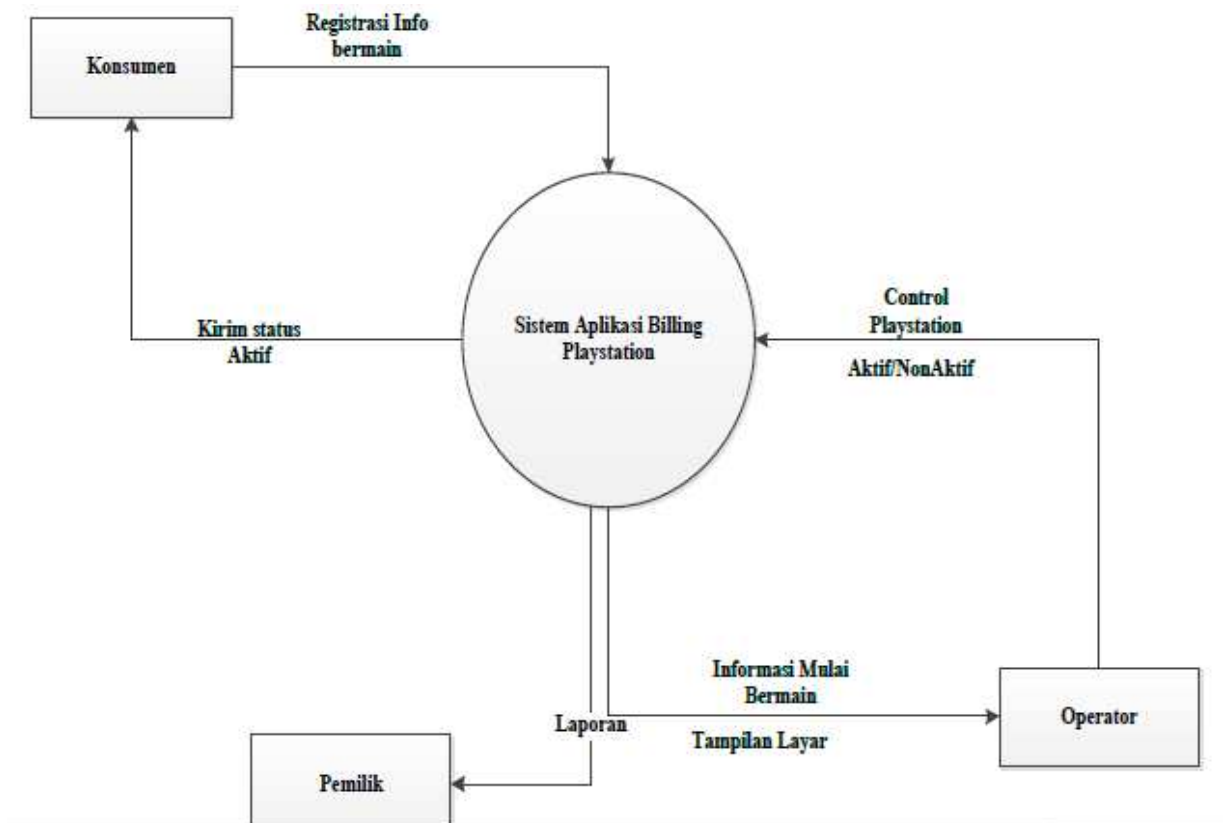 Registrasi Info
bermain
Konsumen
Kirim status
Aktif
Sistem Aplikasi Billing
Playstation
Control
Playstation
Aktif/NonAktif
Informasi Mulai
Bermain
Laporan
Tampilan Layar
Operator
Pemilik